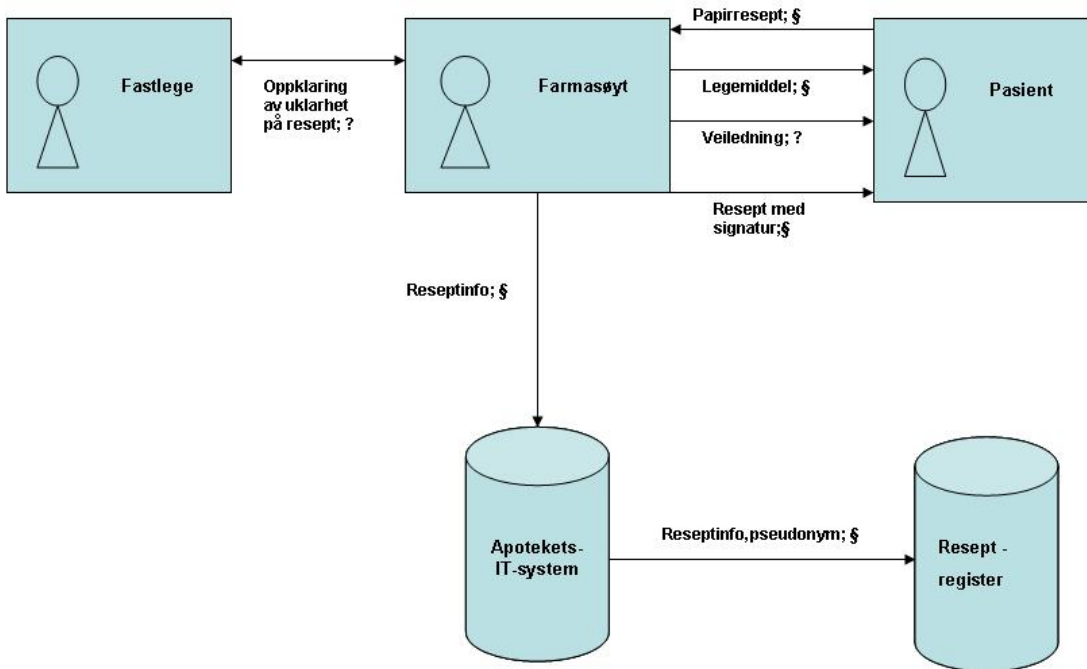 Papirresept; §
Fastlege
Oppklaring
av uklarhet
på resept; ?
Farmasøyt
Legemiddel; §
Pasient
Veiledning; ?
Resept med
signatur;§
Reseptinfo; §
Apotekets-
IT-system
Reseptinfo,pseudonym; §
Resept -
register